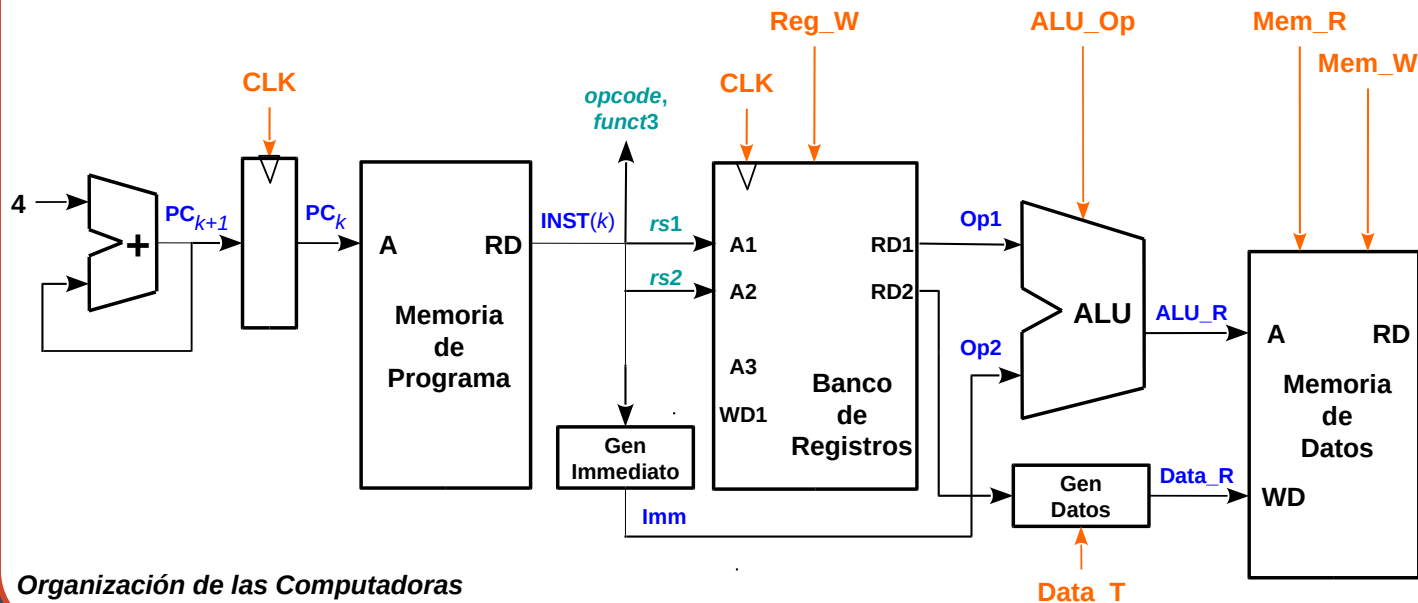 Reg_W
ALU_Op
Mem_R
Mem_W
CLK
CLK
opcode,
funct3
4
+
PCk+1
PCk
INST(k)
rs1
rs2
A
RD
Memoria
de
Programa
A1
A2
A3
WD1
RD1
RD2
Banco
de
Registros
Gen
Immediato
Imm
Op1
Op2
ALU
ALU_R
Gen
Datos
Data_R
Data_T
A
RD
Memoria
de
Datos
WD
Organización de las Computadoras